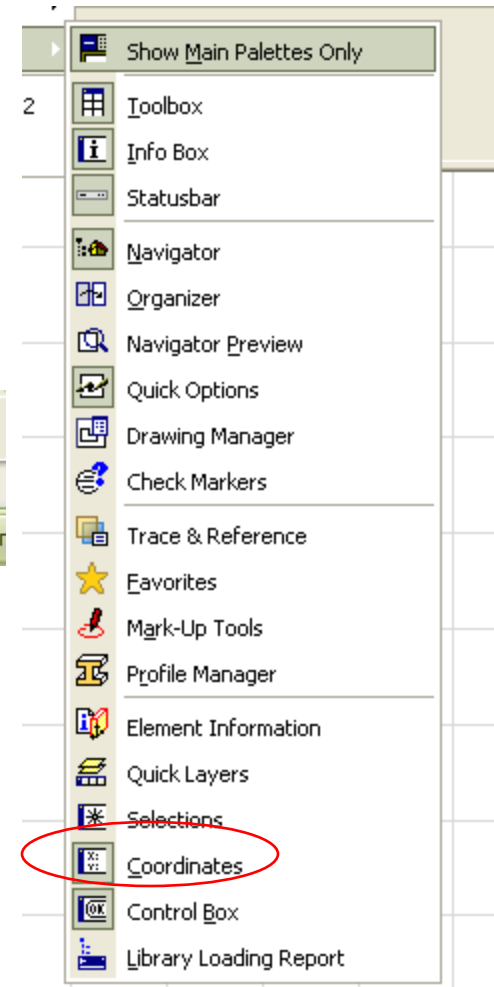 Show Main Palettes Only
2
Toolbox
Info Box
Statusbar
Navigator
Organizer
Navigator Preview
Quick Options
Drawing Manager
Check Markers
Trace & Reference
Favorites
Mark-Up Tools
Profile Manager
Element Information
Quick Layers
Selections
X:
Y:
Coordinates
OK
Control Box
Library Loading Report